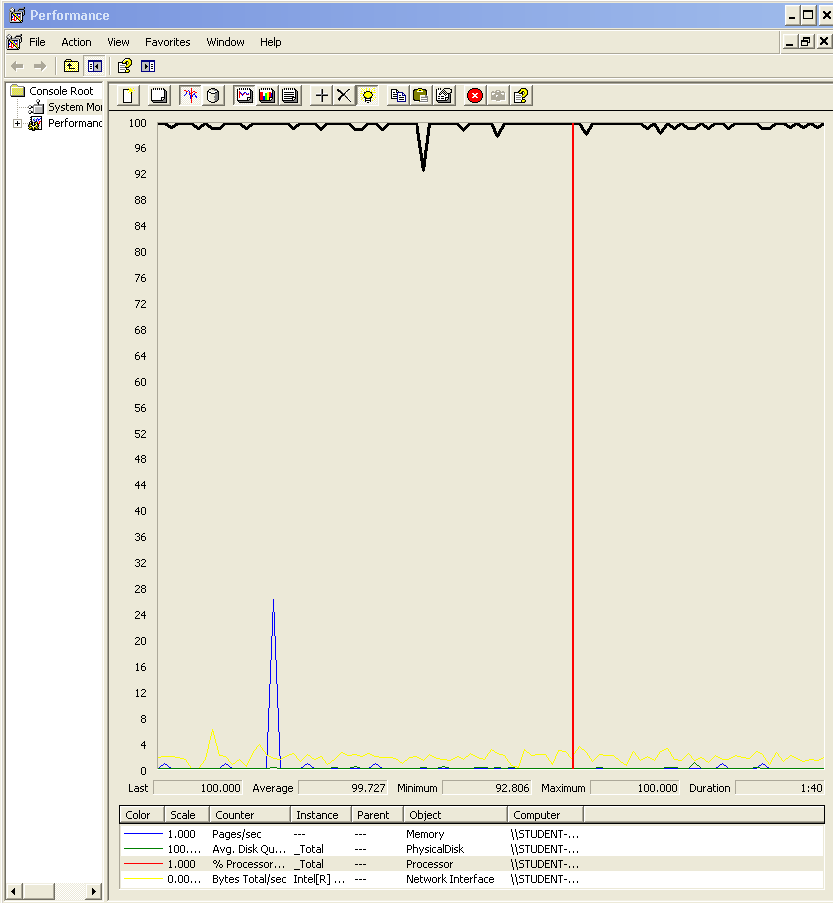 Performance
File Action View Favorites Window Help
Console Root
System Mor
Performanc
100
96
92
88
84
80
76
72
68
64
60
56
52
48
44
40
36
32
28
24
20
16
12
8
4
0
Last 100.000 Average 99.727 Minimum 92.806 Maximum 100.000 Duration 1:40
Color Scale Counter Instance Parent Object Computer
1.000 Pages/sec --- --- Memory \\STUDENT-...
100.... Avg. Disk Qu... _Total --- PhysicalDisk \\STUDENT-...
1.000 % Processor... _Total --- Processor \\STUDENT-...
0.00... Bytes Total/sec Intel[R] ... --- Network Interface \\STUDENT-...